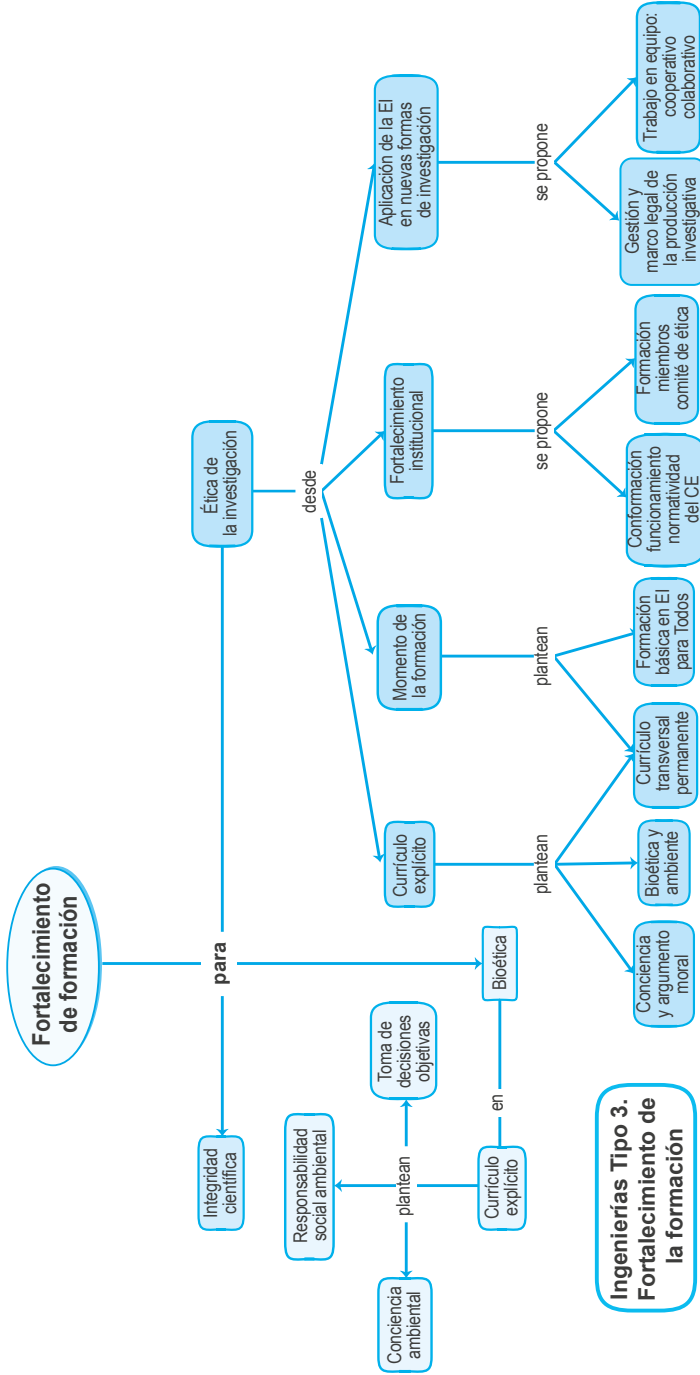 Fortalecimiento
de formación
para
Integridad
científica
Ética de
la investigación
Bioética
en
Currículo
explícito
plantean
Conciencia
ambiental
Responsabilidad
social ambiental
Toma de
decisiones
objetivas
desde
Currículo
explícito
Momento de
la formación
Fortalecimiento
institucional
Aplicación de la EI
en nuevas formas
de investigación
plantean
plantean
se propone
se propone
Conciencia
y argumento
moral
Bioética y
ambiente
Currículo
transversal
permanente
Formación
básica en EI
para Todos
Conformación
funcionamiento
normatividad
del CE
Formación
miembros
comité de ética
Gestión y
marco legal de
la producción
investigativa
Trabajo en equipo:
cooperativo
colaborativo
Ingenierías Tipo 3.
Fortalecimiento de
la formación